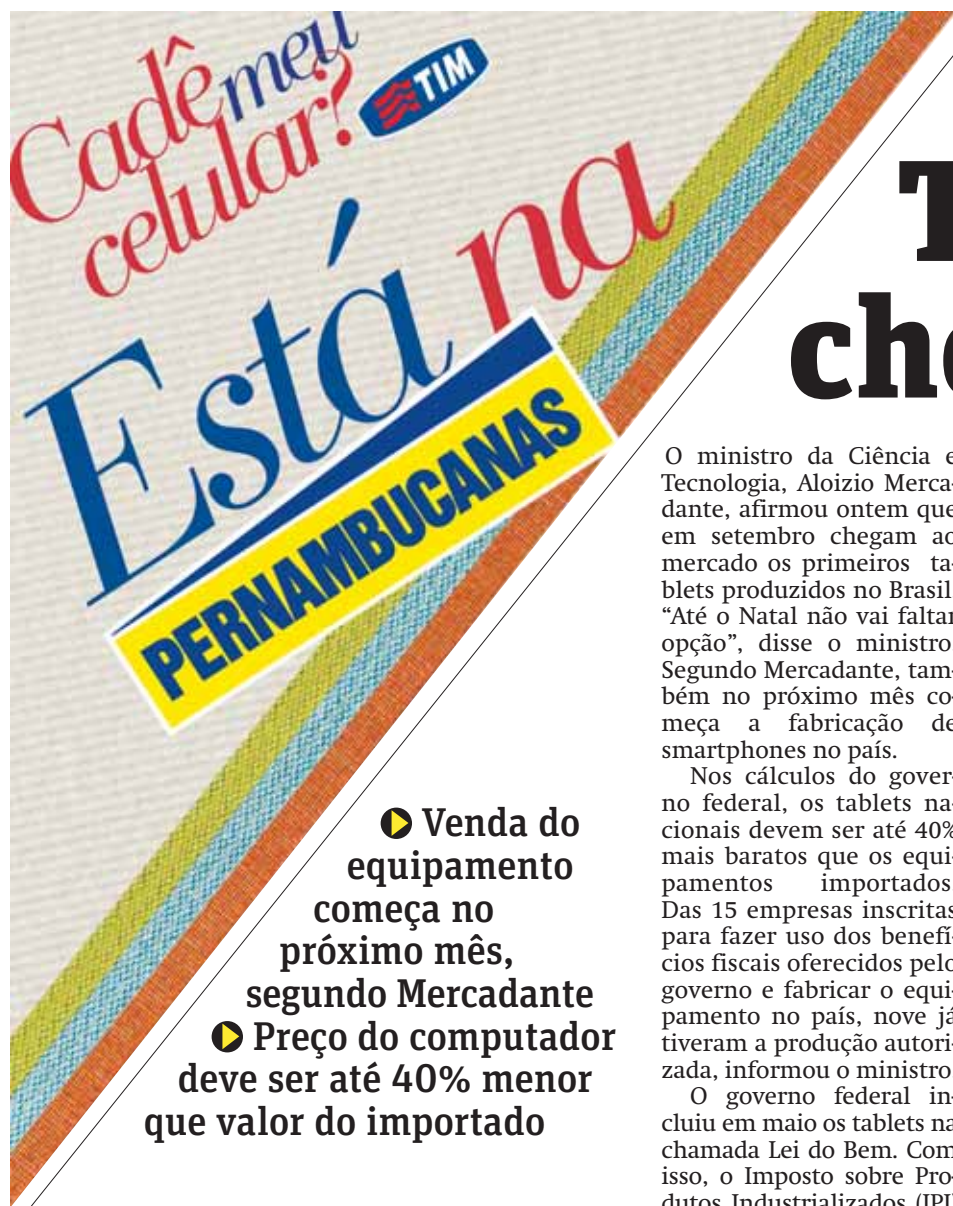 Cadê meu
celular?
TIM
Está na
PERNAMBUCANAS
Venda do
equipamento
começa no
próximo mês,
segundo Mercadante
Preço do computador
deve ser até 40% menor
que valor do importado
T
che
O ministro da Ciência e
Tecnologia, Aloizio Merca-
dante, afirmou ontem que
em setembro chegam ao
mercado os primeiros ta-
blets produzidos no Brasil.
“Até o Natal não vai faltar
opção”, disse o ministro.
Segundo Mercadante, tam-
bém no próximo mês co-
meça a fabricação de
smartphones no país.
Nos cálculos do gover-
no federal, os tablets na-
cionais devem ser até 40%
mais baratos que os equi-
pamentos importados.
Das 15 empresas inscritas
para fazer uso dos benefí-
cios fiscais oferecidos pelo
governo e fabricar o equi-
pamento no país, nove já
tiveram a produção autori-
zada, informou o ministro.
O governo federal in-
cluiu em maio os tablets na
chamada Lei do Bem. Com
isso, o Imposto sobre Pro-
dutos Industrializados (IPI)